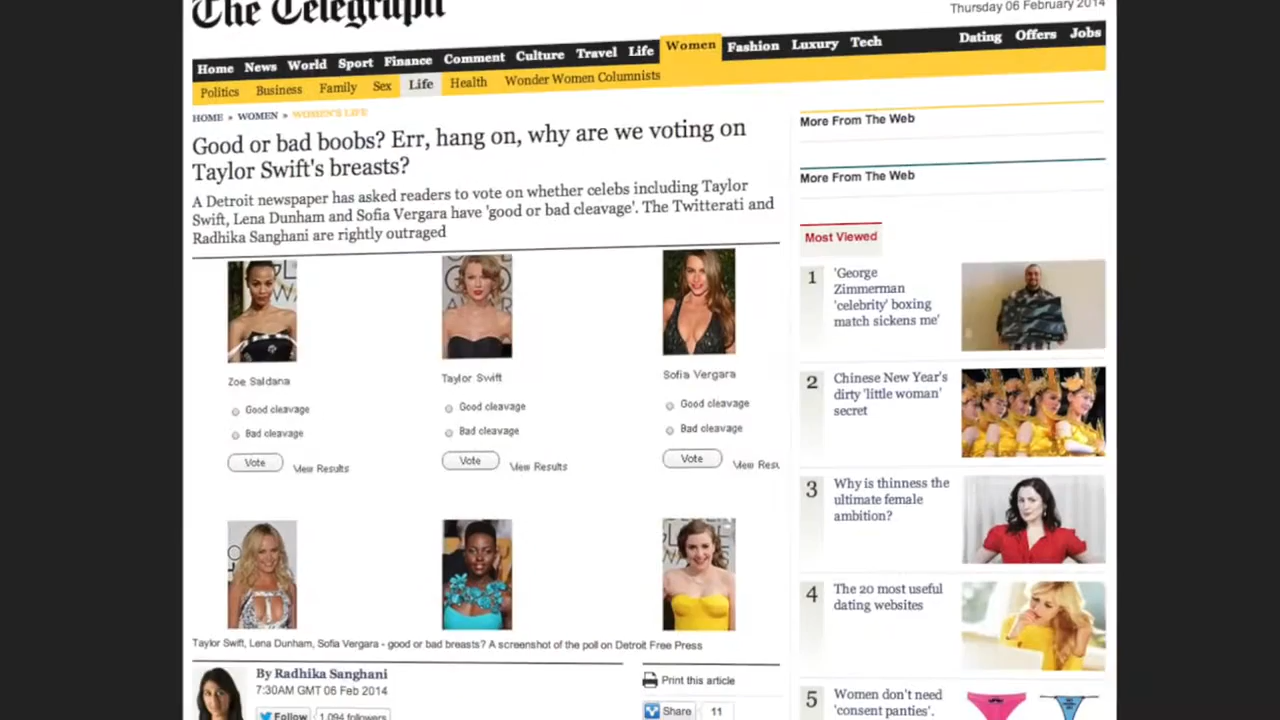 The Telegraph
Thursday 06 February 2014
Home News World Sport Finance Comment Culture Travel Life Women Fashion Luxury Tech Dating Offers Jobs
Politics Business Family Sex Life Health Wonder Women Columnists
HOME » WOMEN » WOMEN'S LIFE
Good or bad boobs? Err, hang on, why are we voting on
Taylor Swift's breasts?
A Detroit newspaper has asked readers to vote on whether celebs including Taylor
Swift, Lena Dunham and Sofia Vergara have 'good or bad cleavage'. The Twitterati and
Radhika Sanghani are rightly outraged
Zoe Saldana
Good cleavage
Bad cleavage
Vote View Results
Taylor Swift
Good cleavage
Bad cleavage
Vote View Results
Sofia Vergara
Good cleavage
Bad cleavage
Vote View Resu
Taylor Swift, Lena Dunham, Sofia Vergara - good or bad breasts? A screenshot of the poll on Detroit Free Press
By Radhika Sanghani
7:30AM GMT 06 Feb 2014
Follow 1,094 followers
Print this article
Share 11
More From The Web
More From The Web
Most Viewed
1 'George
Zimmerman
'celebrity' boxing
match sickens me'
2 Chinese New Year's
dirty 'little woman'
secret
3 Why is thinness the
ultimate female
ambition?
4 The 20 most useful
dating websites
5 Women don't need
'consent panties'.